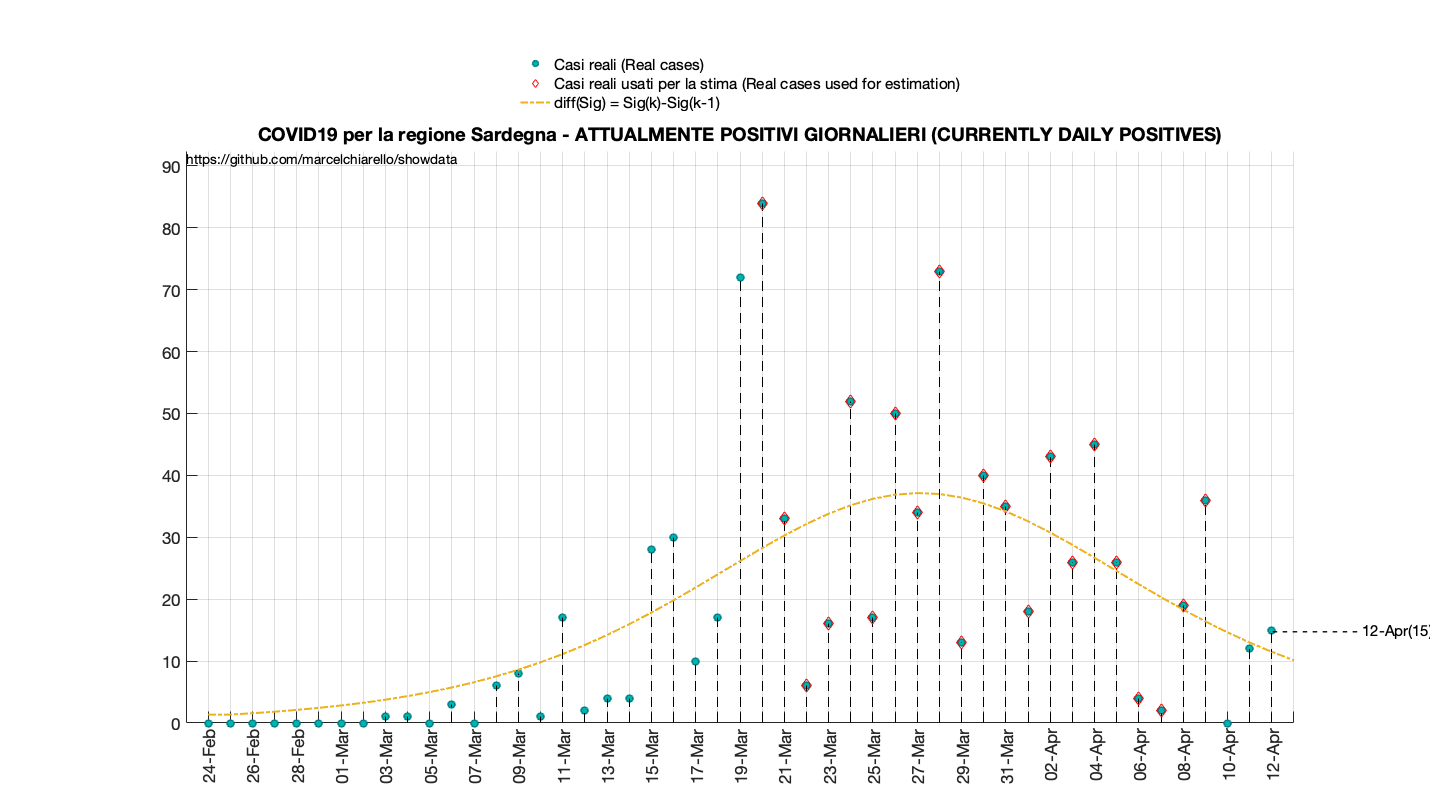 Casi reali (Real cases)
Casi reali usati per la stima (Real cases used for estimation)
diff(Sig) = Sig(k)-Sig(k-1)
COVID19 per la regione Sardegna - ATTUALMENTE POSITIVI GIORNALIERI (CURRENTLY DAILY POSITIVES)
https://github.com/marcelchiarello/showdata
90
80
70
60
50
40
30
20
10
0
12-Apr(15)
24-Feb
26-Feb
28-Feb
01-Mar
03-Mar
05-Mar
07-Mar
09-Mar
11-Mar
13-Mar
15-Mar
17-Mar
19-Mar
21-Mar
23-Mar
25-Mar
27-Mar
29-Mar
31-Mar
02-Apr
04-Apr
06-Apr
08-Apr
10-Apr
12-Apr